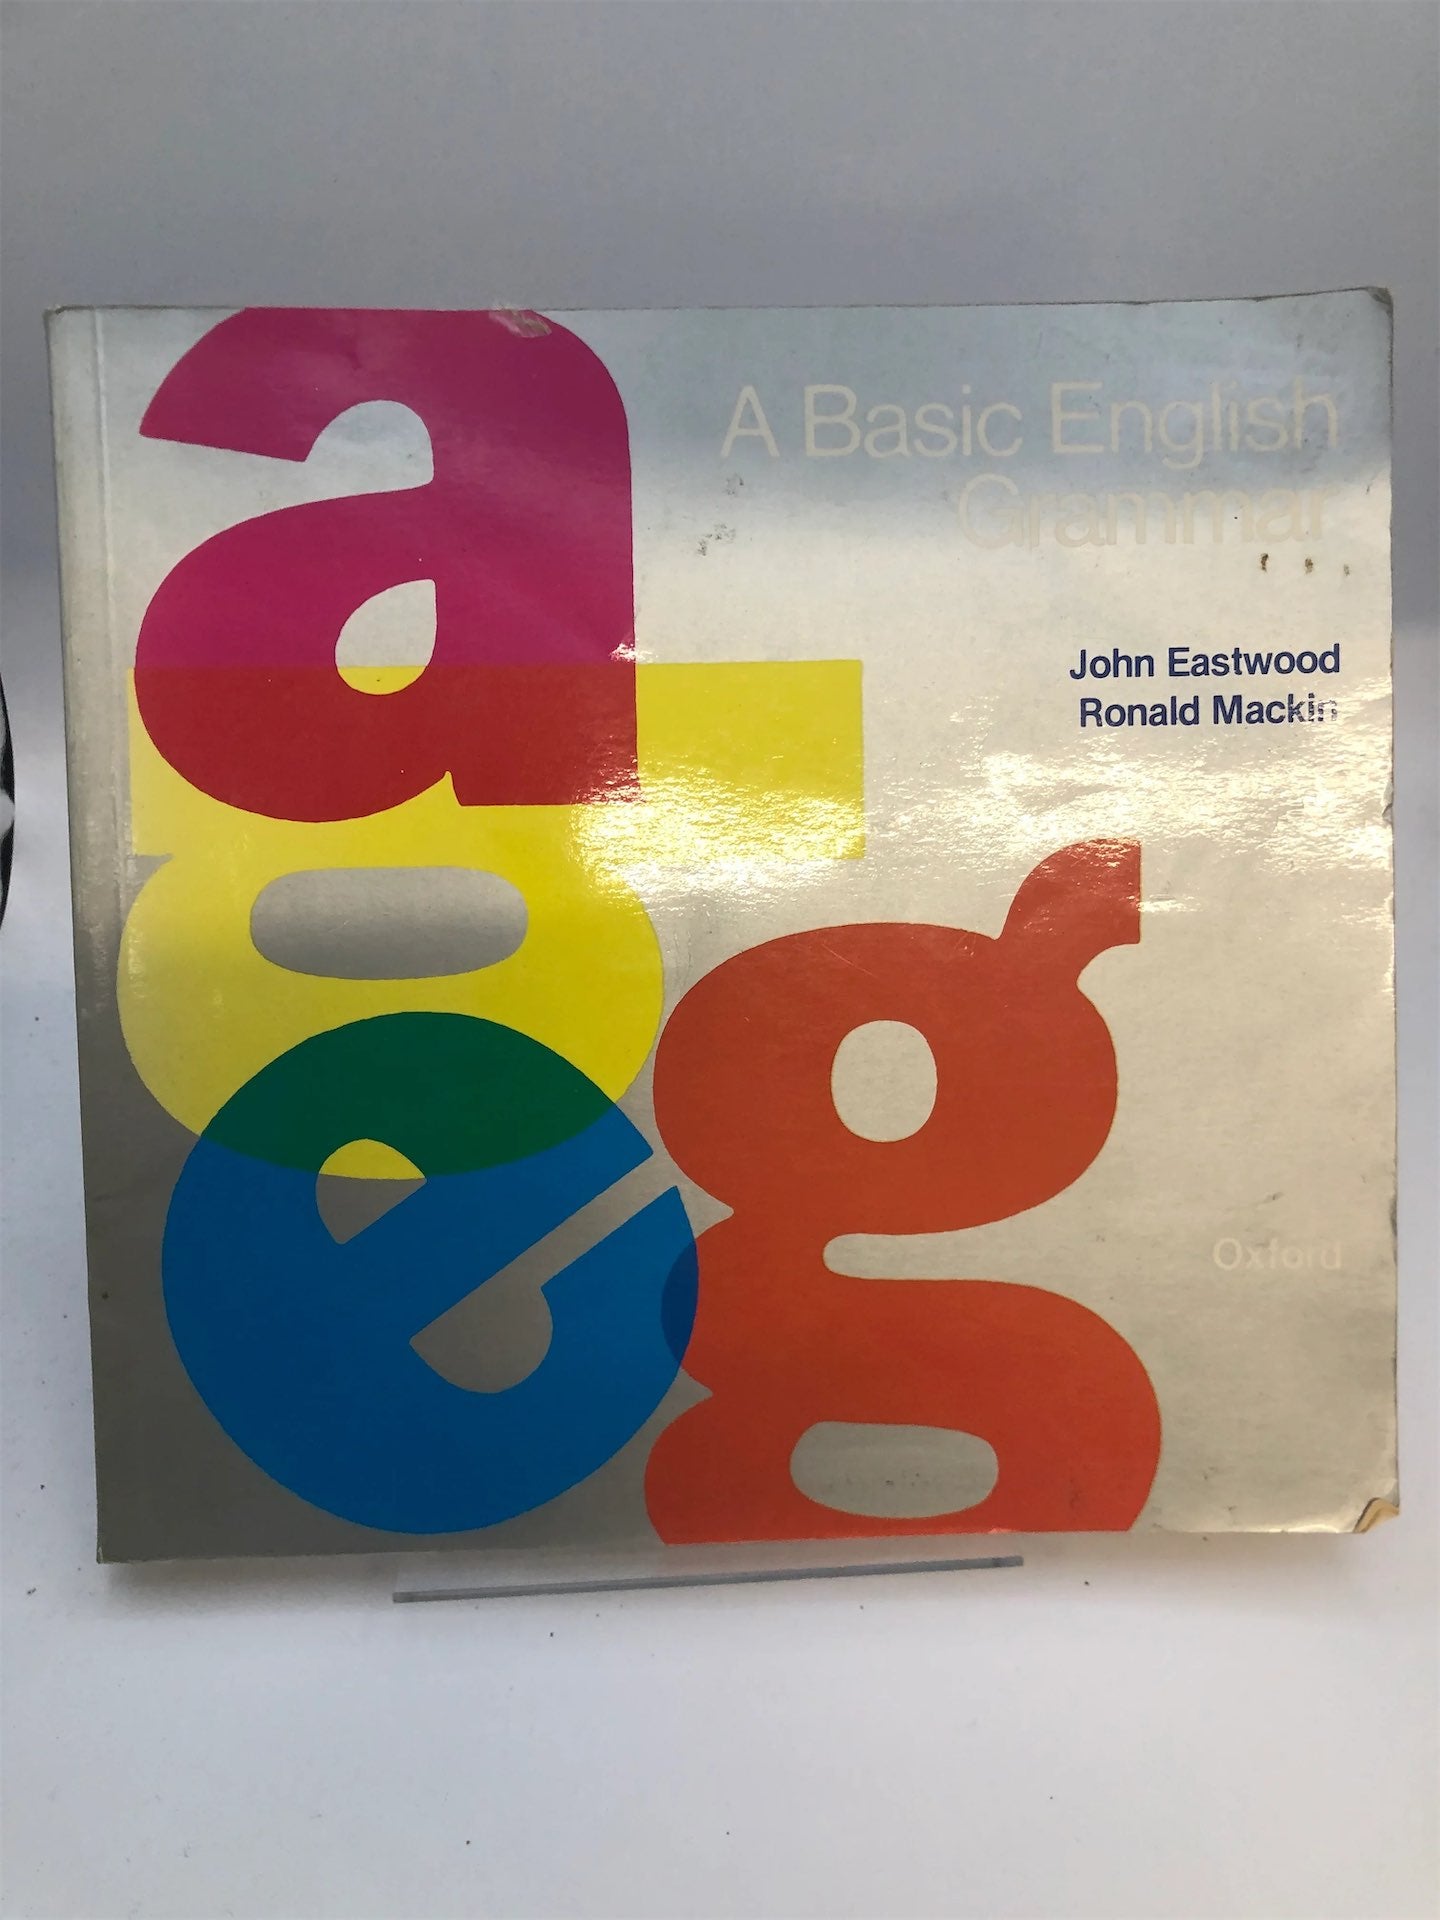 A Basic English
Grammar
John Eastwood
Ronald Mackin
Oxford
a
b
e
g